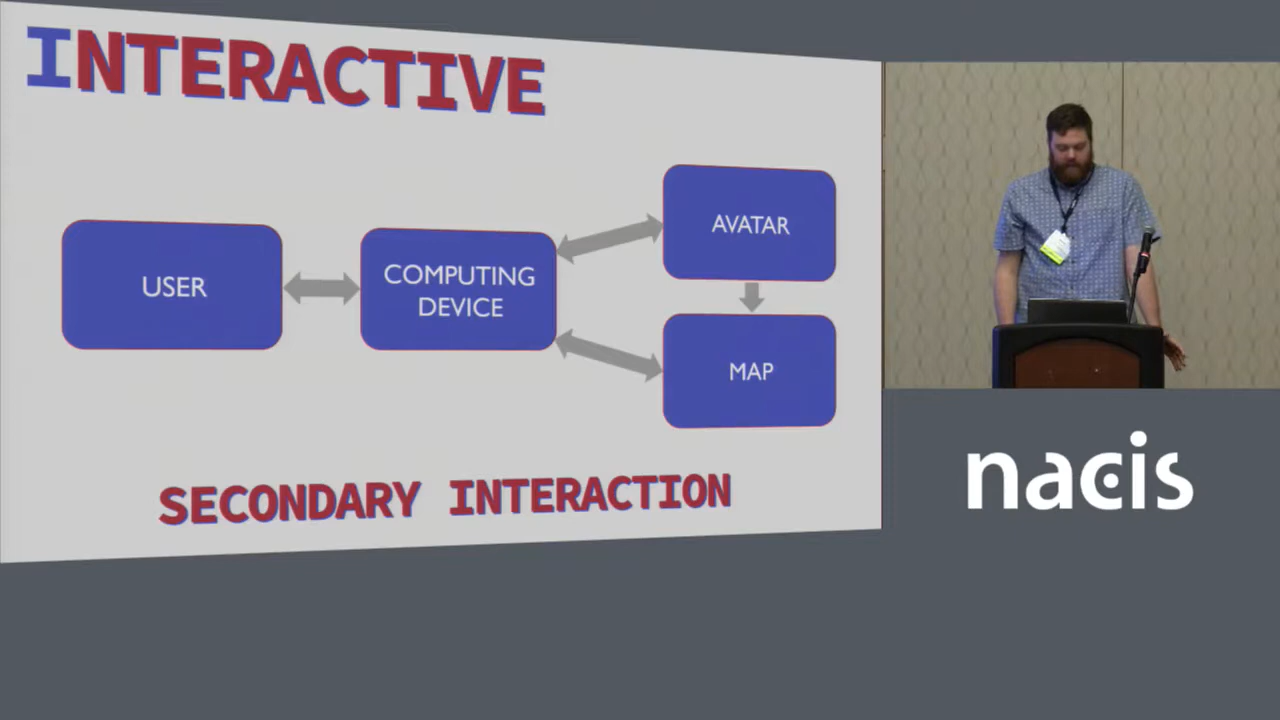 INTERACTIVE
USER
COMPUTING
DEVICE
AVATAR
MAP
SECONDARY INTERACTION
nacis